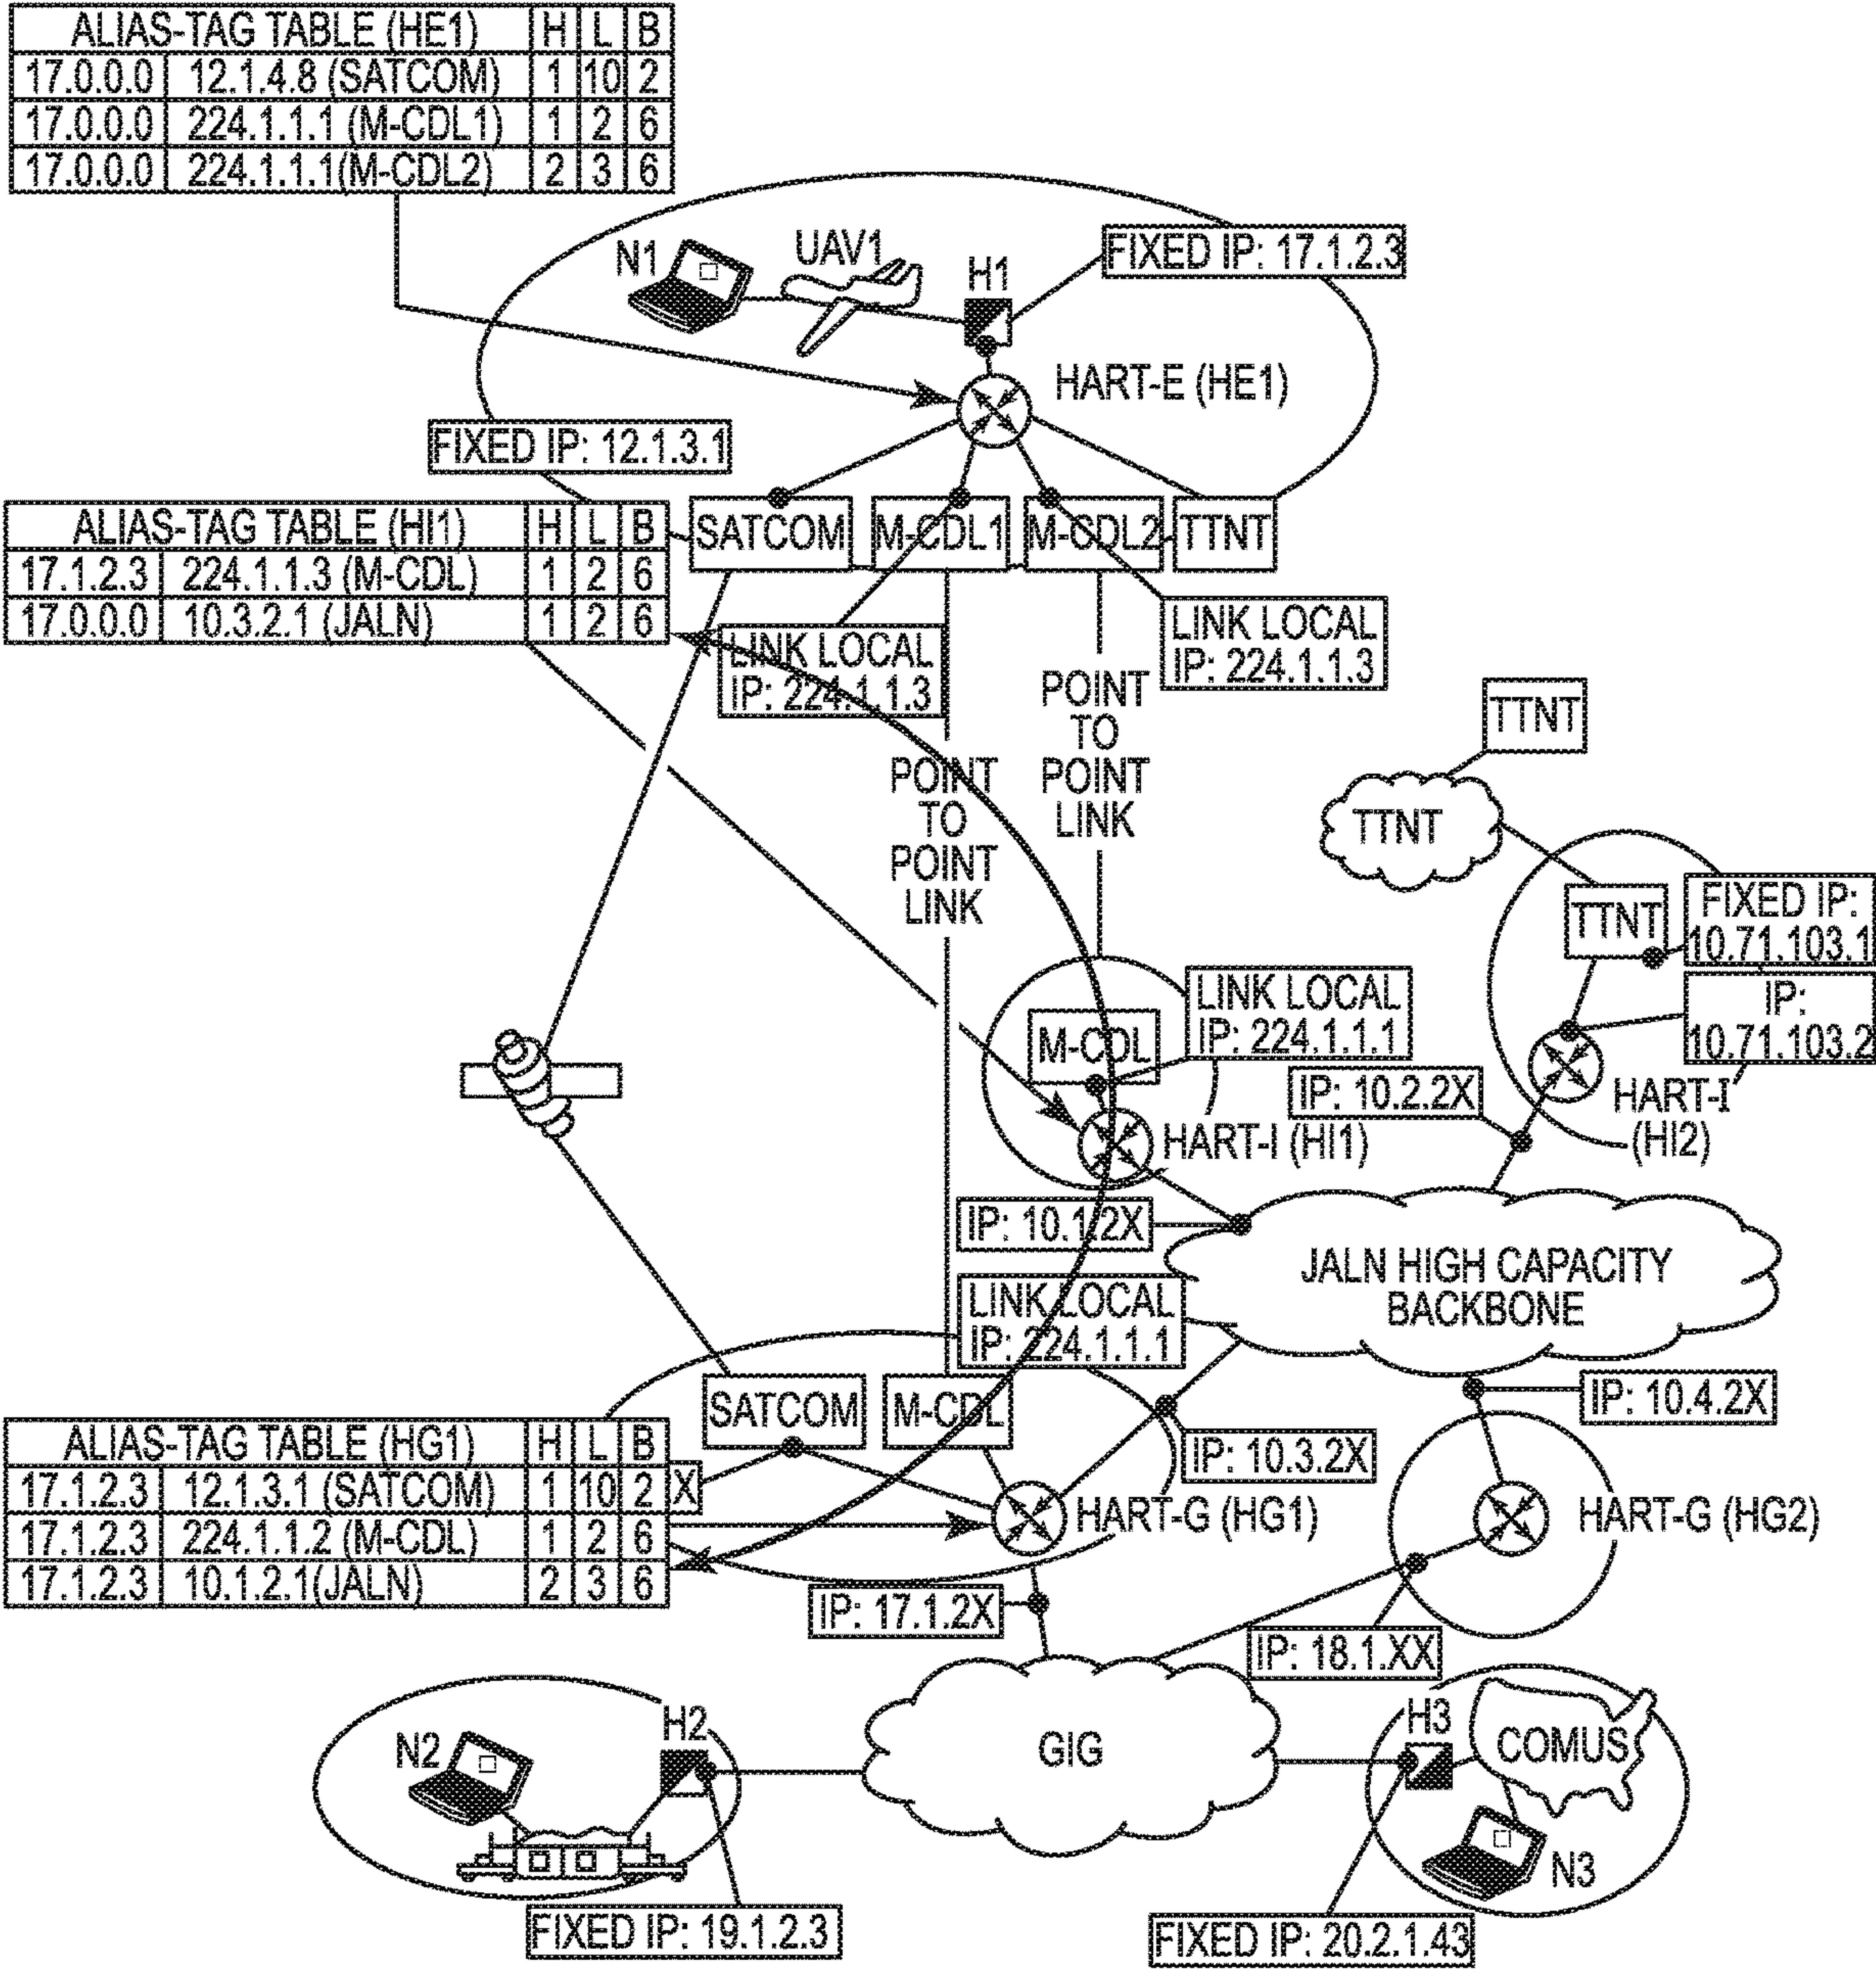 ALIAS-TAG TABLE (HE1) H L B
17.0.0.0 12.1.4.8 (SATCOM) 1 10 2
17.0.0.0 224.1.1.1 (M-CDL1) 1 2 6
17.0.0.0 224.1.1.1(M-CDL2) 2 3 6
N1
UAV1
H1
FIXED IP: 17.1.2.3
HART-E (HE1)
FIXED IP: 12.1.3.1
SATCOM
M-CDL1
M-CDL2
TTNT
ALIAS-TAG TABLE (HI1) H L B
17.1.2.3 224.1.1.3 (M-CDL) 1 2 6
17.0.0.0 10.3.2.1 (JALN) 1 2 6
LINK LOCAL
IP: 224.1.1.3
LINK LOCAL
IP: 224.1.1.3
POINT
TO
POINT
LINK
POINT
TO
POINT
LINK
TTNT
TTNT
TTNT
FIXED IP:
10.71.103.1
IP:
10.71.103.2
HART-I
(HI2)
M-CDL
LINK LOCAL
IP: 224.1.1.1
IP: 10.2.2X
HART-I (HI1)
IP: 10.1.2X
JALN HIGH CAPACITY
BACKBONE
LINK LOCAL
IP: 224.1.1.1
SATCOM
M-CDL
IP: 10.4.2X
IP: 10.3.2X
ALIAS-TAG TABLE (HG1) H L B
17.1.2.3 12.1.3.1 (SATCOM) 1 10 2 X
17.1.2.3 224.1.1.2 (M-CDL) 1 2 6
17.1.2.3 10.1.2.1(JALN) 2 3 6
HART-G (HG1)
HART-G (HG2)
IP: 17.1.2X
IP: 18.1.XX
N2
H2
GIG
H3
COMUS
N3
FIXED IP: 19.1.2.3
FIXED IP: 20.2.1.43